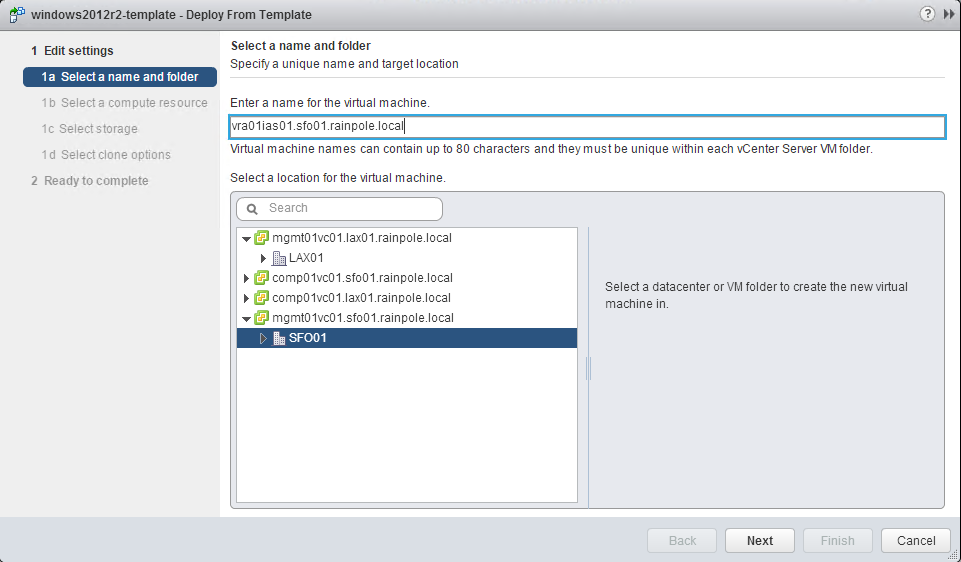 windows2012r2-template - Deploy From Template
1 Edit settings
1a Select a name and folder
1b Select a compute resource
1c Select storage
1d Select clone options
2 Ready to complete
Select a name and folder
Specify a unique name and target location
Enter a name for the virtual machine.
vra01ias01.sfo01.rainpole.local
Virtual machine names can contain up to 80 characters and they must be unique within each vCenter Server VM folder.
Select a location for the virtual machine.
Search
mgmt01vc01.lax01.rainpole.local
LAX01
comp01vc01.sfo01.rainpole.local
comp01vc01.lax01.rainpole.local
mgmt01vc01.sfo01.rainpole.local
SFO01
Select a datacenter or VM folder to create the new virtual
machine in.
Back Next Finish Cancel